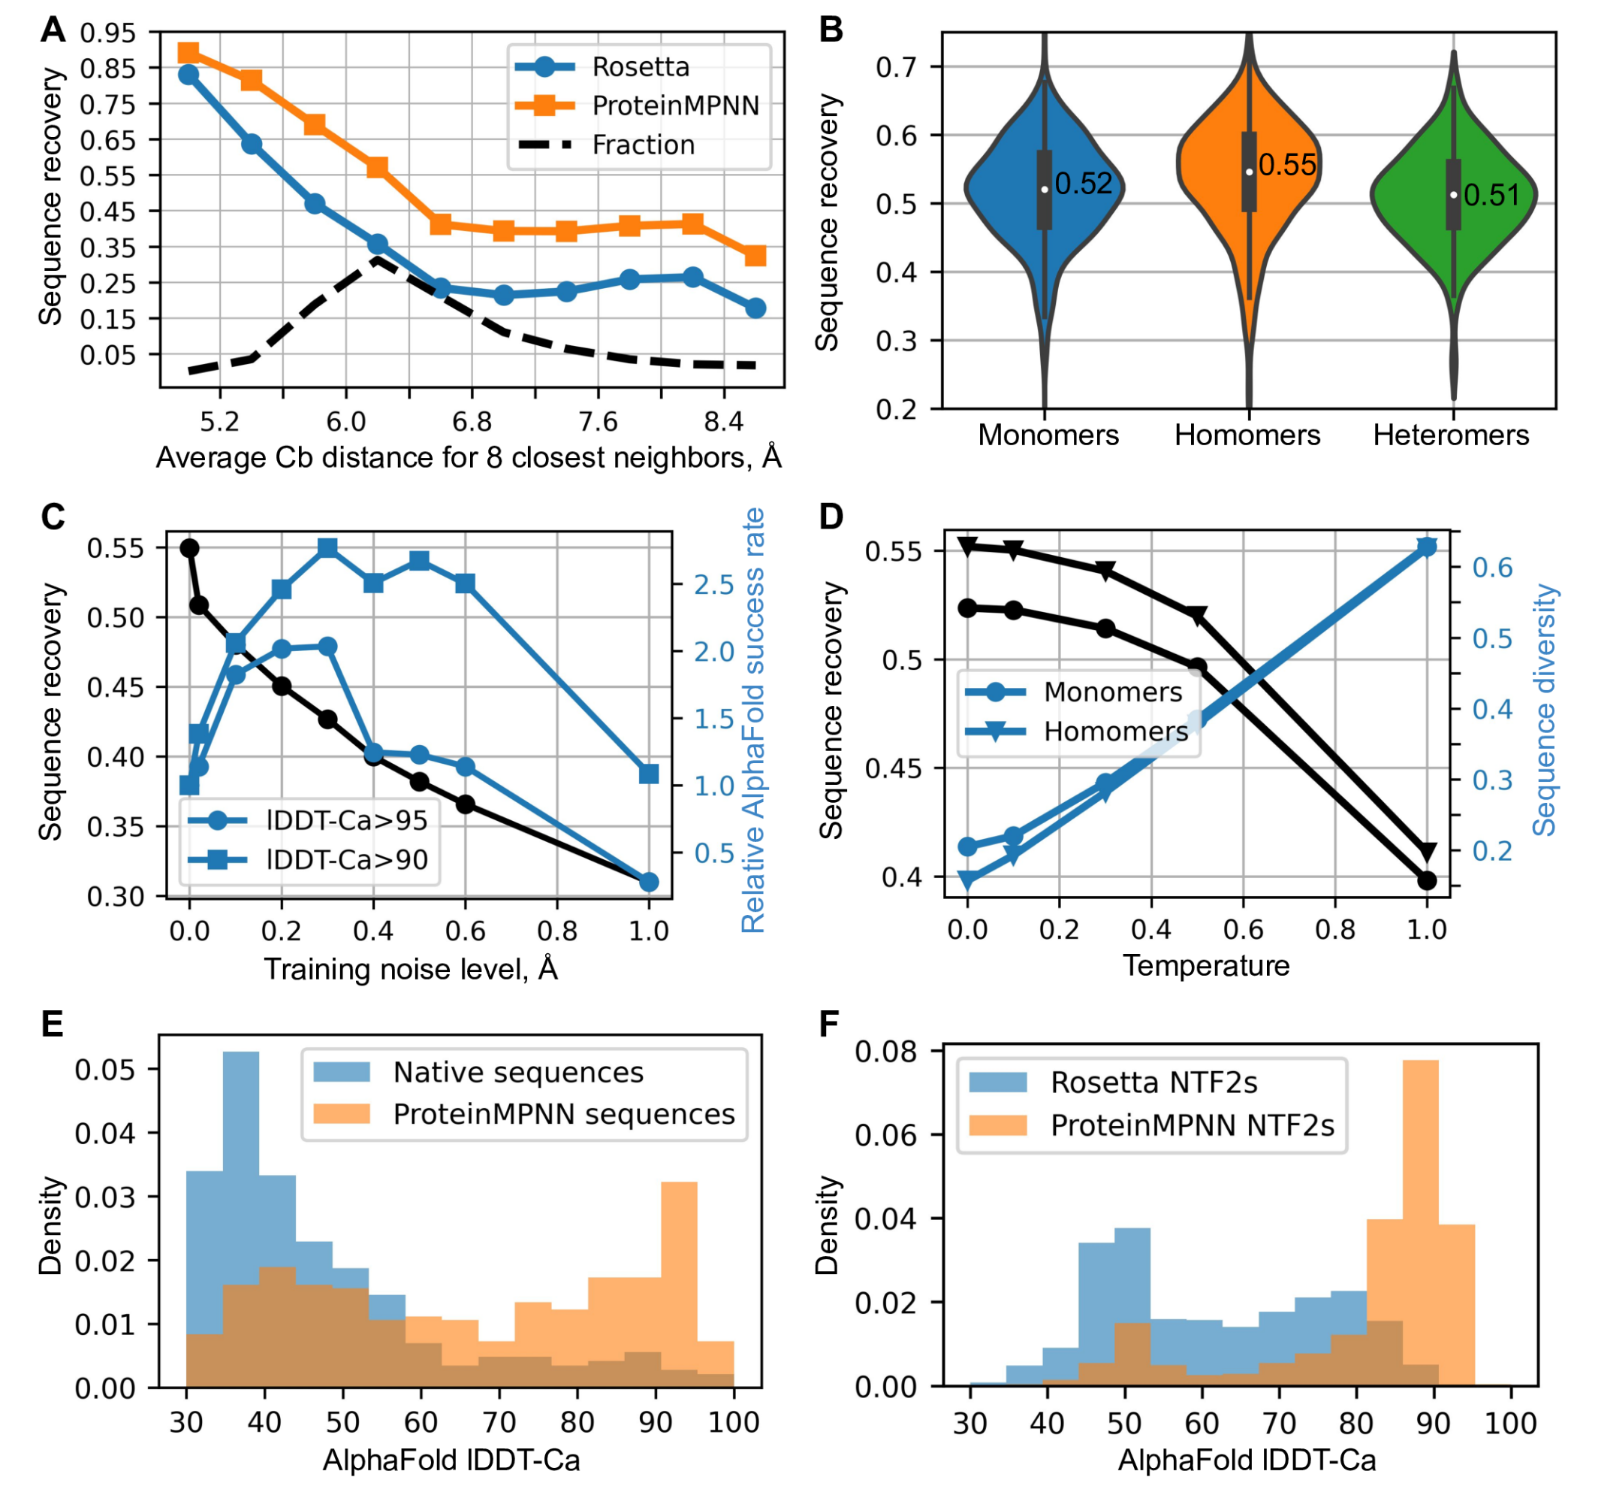 A
0.95
0.85
0.75
0.65
0.55
0.45
0.35
0.25
0.15
0.05
Sequence recovery
Rosetta
ProteinMPNN
Fraction
5.2 6.0 6.8 7.6 8.4
Average Cb distance for 8 closest neighbors, Å
B
0.7
0.6
0.5
0.4
0.3
0.2
Sequence recovery
0.52
0.55
0.51
Monomers Homomers Heteromers
C
0.55
0.50
0.45
0.40
0.35
0.30
Sequence recovery
lDDT-Ca>95
lDDT-Ca>90
2.5
2.0
1.5
1.0
0.5
Relative AlphaFold success rate
0.0 0.2 0.4 0.6 0.8 1.0
Training noise level, Å
D
0.55
0.5
0.45
0.4
Sequence recovery
Monomers
Homomers
0.6
0.5
0.4
0.3
0.2
Sequence diversity
0.0 0.2 0.4 0.6 0.8 1.0
Temperature
E
0.05
0.04
0.03
0.02
0.01
0.00
Density
Native sequences
ProteinMPNN sequences
30 40 50 60 70 80 90 100
AlphaFold lDDT-Ca
F
0.08
0.06
0.04
0.02
0.00
Density
Rosetta NTF2s
ProteinMPNN NTF2s
30 40 50 60 70 80 90 100
AlphaFold lDDT-Ca